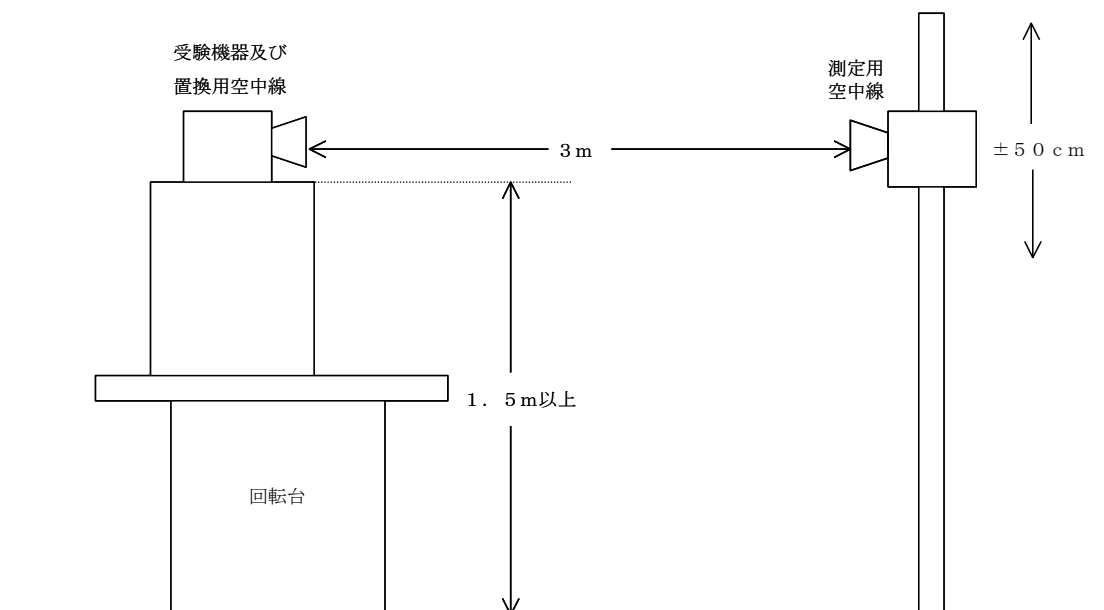 受験機器及び
置換用空中線
測定用
空中線
３ｍ
±５０ｃｍ
１．５ｍ以上
回転台